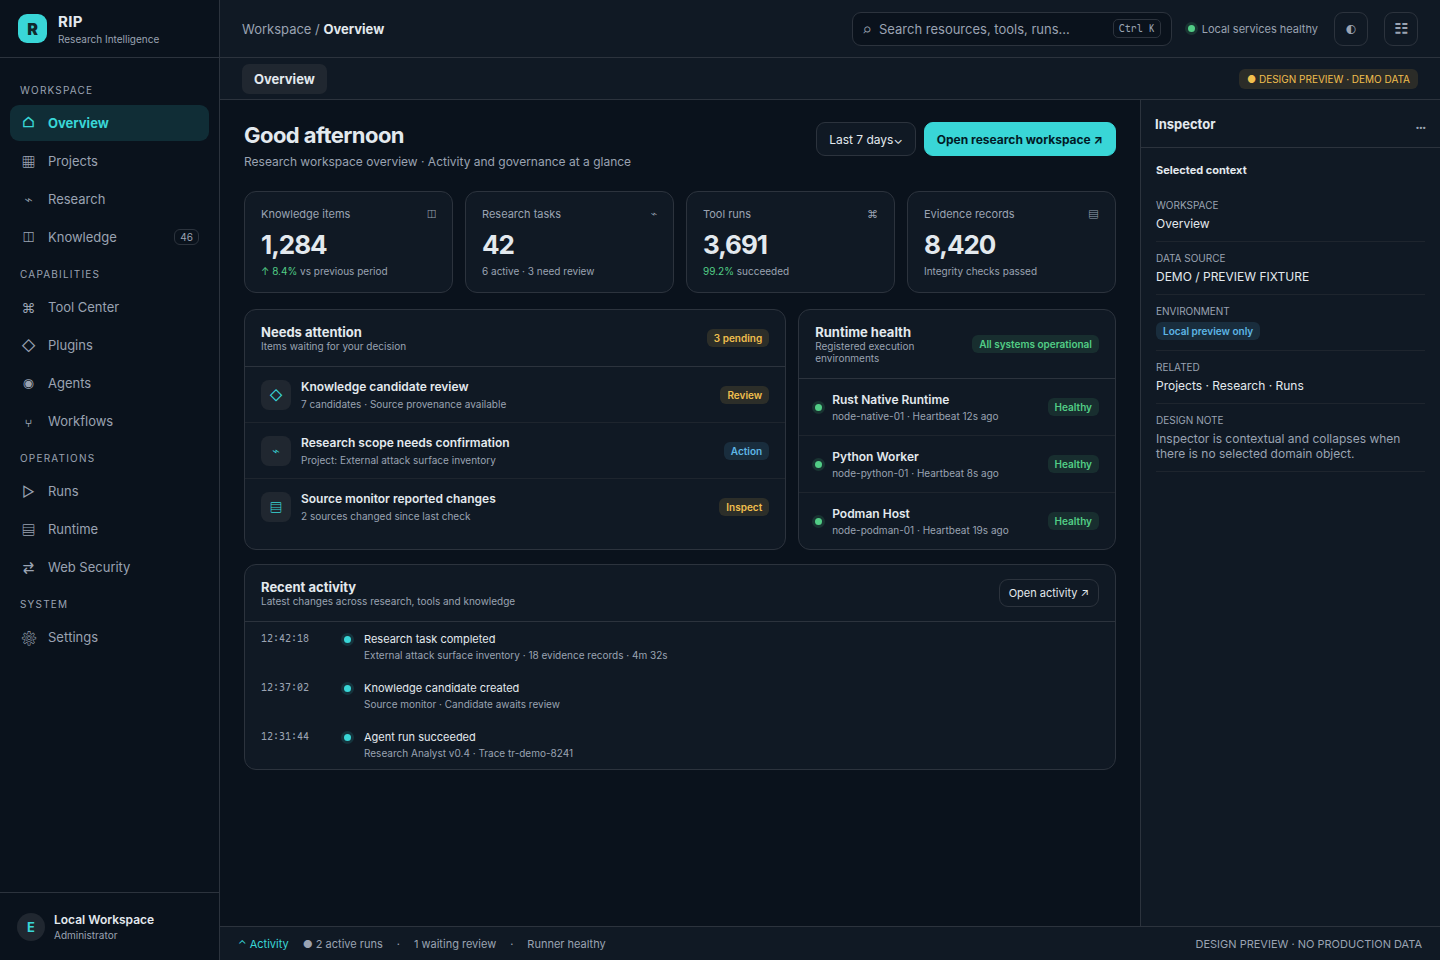 R
RIP
Research Intelligence
WORKSPACE
Overview
Projects
Research
Knowledge 46
CAPABILITIES
Tool Center
Plugins
Agents
Workflows
OPERATIONS
Runs
Runtime
Web Security
SYSTEM
Settings
E
Local Workspace
Administrator
Workspace / Overview
Search resources, tools, runs... Ctrl K
Local services healthy
Overview
DESIGN PREVIEW · DEMO DATA
Good afternoon
Research workspace overview · Activity and governance at a glance
Last 7 days
Open research workspace ↗
Knowledge items
1,284
↑ 8.4% vs previous period
Research tasks
42
6 active · 3 need review
Tool runs
3,691
99.2% succeeded
Evidence records
8,420
Integrity checks passed
Needs attention
Items waiting for your decision
3 pending
Knowledge candidate review
7 candidates · Source provenance available
Review
Research scope needs confirmation
Project: External attack surface inventory
Action
Source monitor reported changes
2 sources changed since last check
Inspect
Runtime health
Registered execution
environments
All systems operational
Rust Native Runtime
node-native-01 · Heartbeat 12s ago
Healthy
Python Worker
node-python-01 · Heartbeat 8s ago
Healthy
Podman Host
node-podman-01 · Heartbeat 19s ago
Healthy
Recent activity
Latest changes across research, tools and knowledge
Open activity ↗
12:42:18 Research task completed
External attack surface inventory · 18 evidence records · 4m 32s
12:37:02 Knowledge candidate created
Source monitor · Candidate awaits review
12:31:44 Agent run succeeded
Research Analyst v0.4 · Trace tr-demo-8241
Inspector ...
Selected context
WORKSPACE
Overview
DATA SOURCE
DEMO / PREVIEW FIXTURE
ENVIRONMENT
Local preview only
RELATED
Projects · Research · Runs
DESIGN NOTE
Inspector is contextual and collapses when
there is no selected domain object.
^ Activity ● 2 active runs · 1 waiting review · Runner healthy
DESIGN PREVIEW · NO PRODUCTION DATA